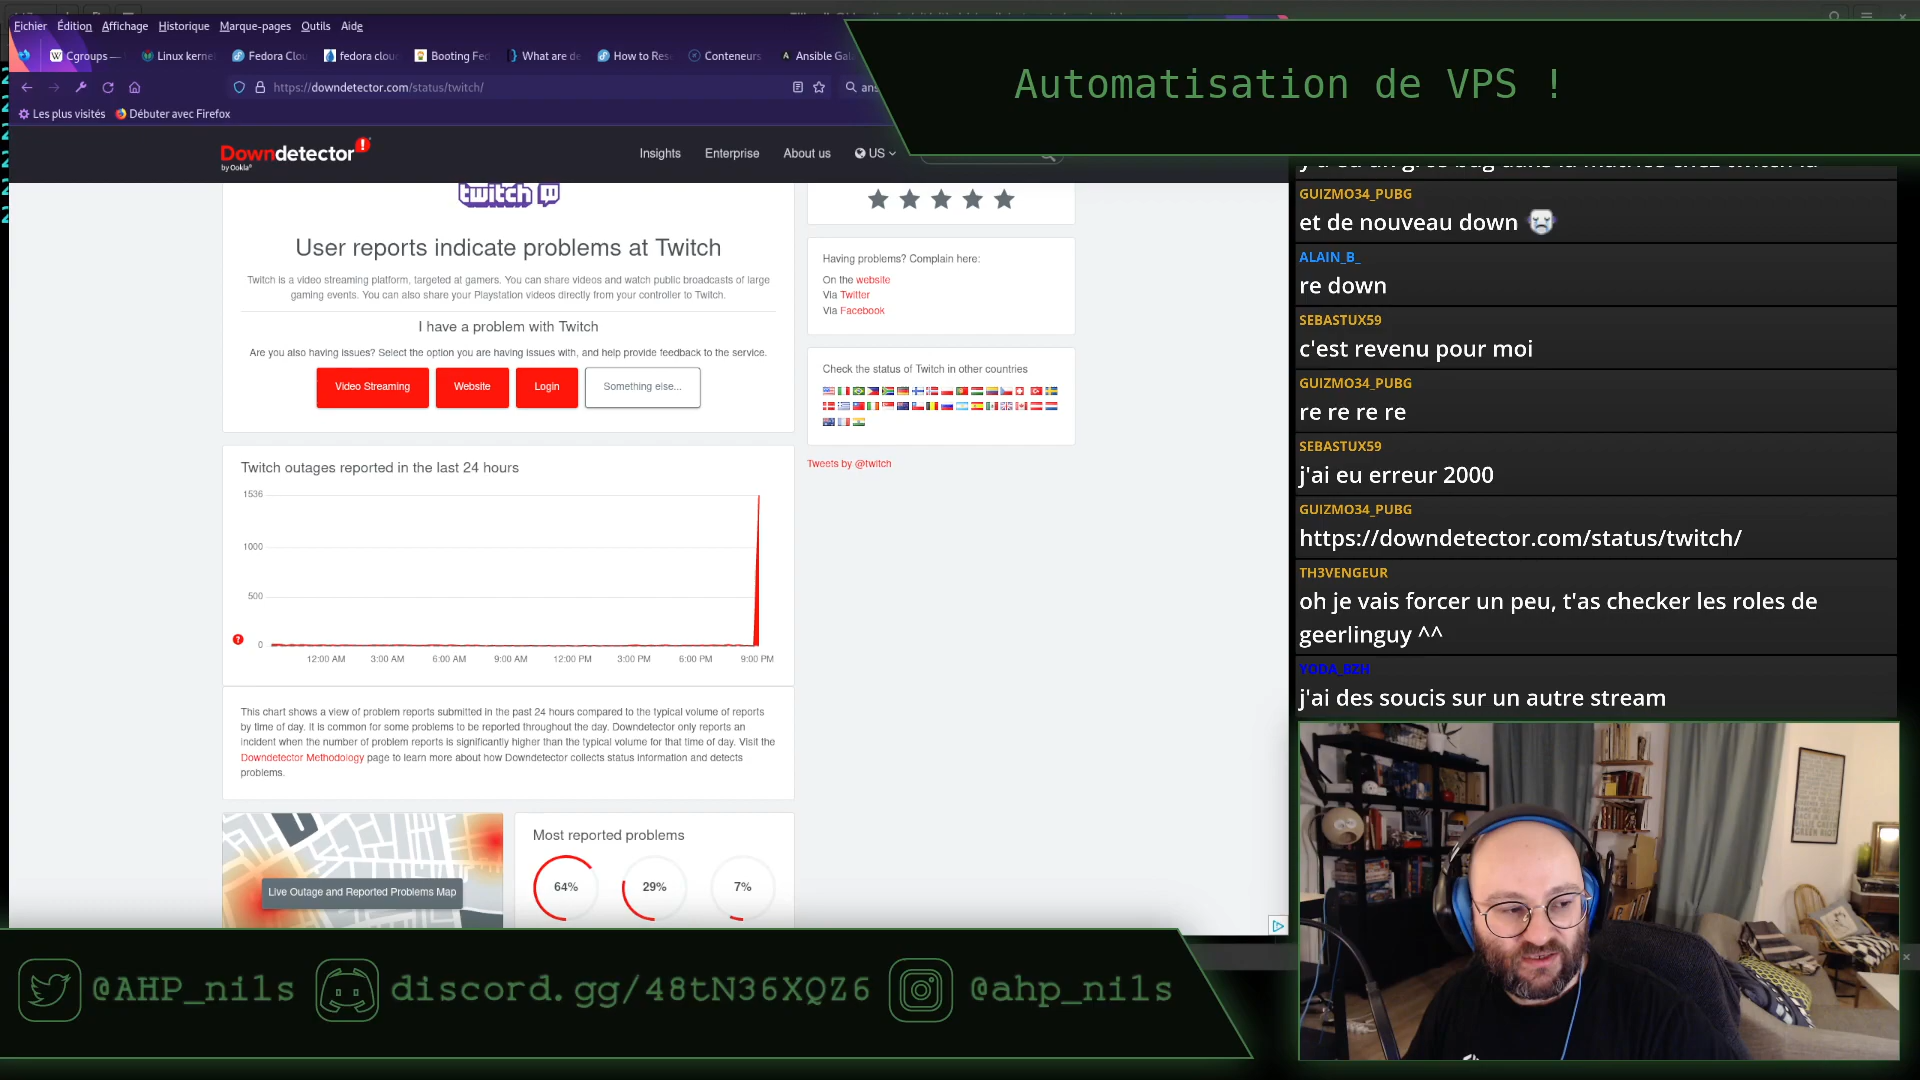 Fichier Édition Affichage Historique Marque-pages Outils Aide
Cgroups — Linux kerne Fedora Clou fedora clou Booting Fed What are de How to Res Conteneurs Ansible Gal
https://downdetector.com/status/twitch/
ans
Les plus visités Débuter avec Firefox
Automatisation de VPS !
Downdetector
by Ookla
Insights Enterprise About us US
twitch
User reports indicate problems at Twitch
Twitch is a video streaming platform, targeted at gamers. You can share videos and watch public broadcasts of large
gaming events. You can also share your Playstation videos directly from your controller to Twitch.
I have a problem with Twitch
Are you also having issues? Select the option you are having issues with, and help provide feedback to the service.
Video Streaming Website Login Something else...
Having problems? Complain here:
On the website
Via Twitter
Via Facebook
Check the status of Twitch in other countries
Tweets by @twitch
Twitch outages reported in the last 24 hours
1536
1000
500
0
12:00 AM 3:00 AM 6:00 AM 9:00 AM 12:00 PM 3:00 PM 6:00 PM 9:00 PM
This chart shows a view of problem reports submitted in the past 24 hours compared to the typical volume of reports
by time of day. It is common for some problems to be reported throughout the day. Downdetector only reports an
incident when the number of problem reports is significantly higher than the typical volume for that time of day. Visit the
Downdetector Methodology page to learn more about how Downdetector collects status information and detects
problems.
Live Outage and Reported Problems Map
Most reported problems
64% 29% 7%
GUIZMO34_PUBG
et de nouveau down
ALAIN_B_
re down
SEBASTUX59
c'est revenu pour moi
GUIZMO34_PUBG
re re re re
SEBASTUX59
j'ai eu erreur 2000
GUIZMO34_PUBG
https://downdetector.com/status/twitch/
TH3VENGEUR
oh je vais forcer un peu, t'as checker les roles de
geerlinguy ^^
YODA_BZH
j'ai des soucis sur un autre stream
@AHP_nils discord.gg/48tN36XQZ6 @ahp_nils